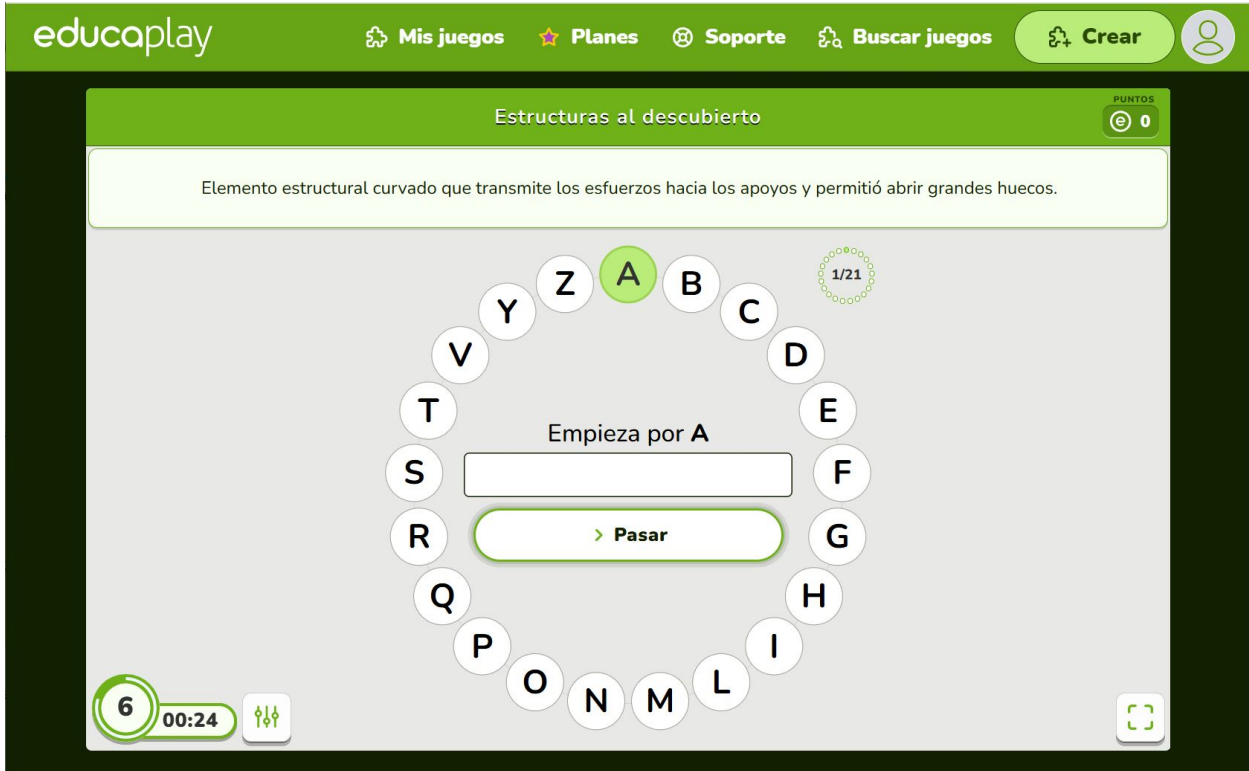 educaplay
Mis juegos
Planes
Soporte
Buscar juegos
Crear
Estructuras al descubierto
PUNTOS
e 0
Elemento estructural curvado que transmite los esfuerzos hacia los apoyos y permitió abrir grandes huecos.
1/21
A
B
C
D
E
F
G
H
I
L
M
N
O
P
Q
R
S
T
V
Y
Z
Empieza por A
> Pasar
6
00:24